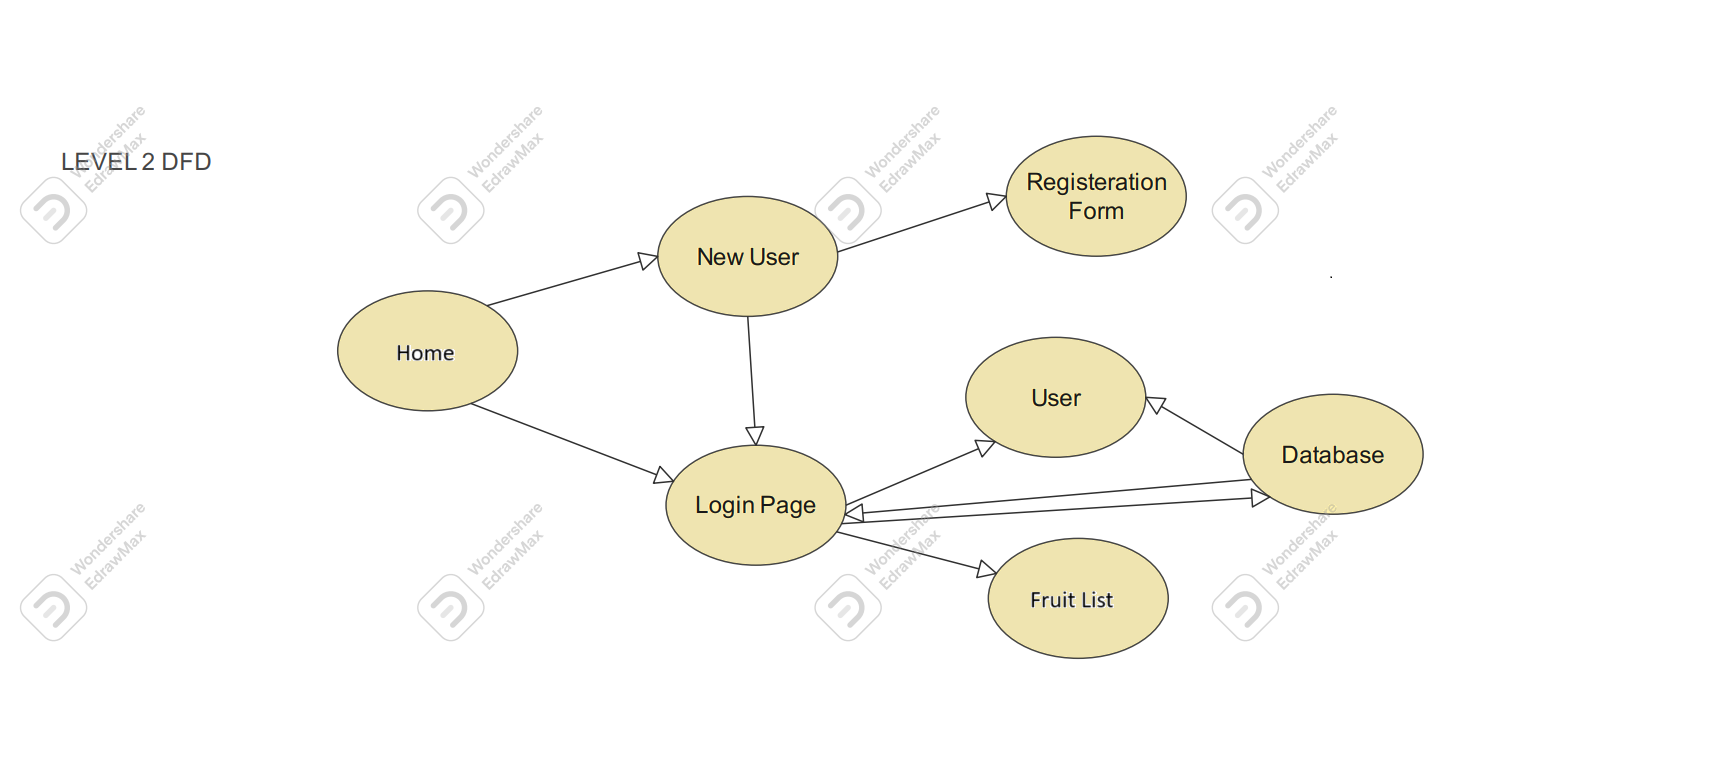 Wondershare
EdrawMax
Wondershare
EdrawMax
Wondershare
EdrawMax
Wondershare
EdrawMax
LEVEL 2 DFD
Registeration
Form
New User
Home
User
Database
Login Page
Wondershare
EdrawMax
Wondershare
EdrawMax
Wondershare
EdrawMax
Wondershare
EdrawMax
Fruit List